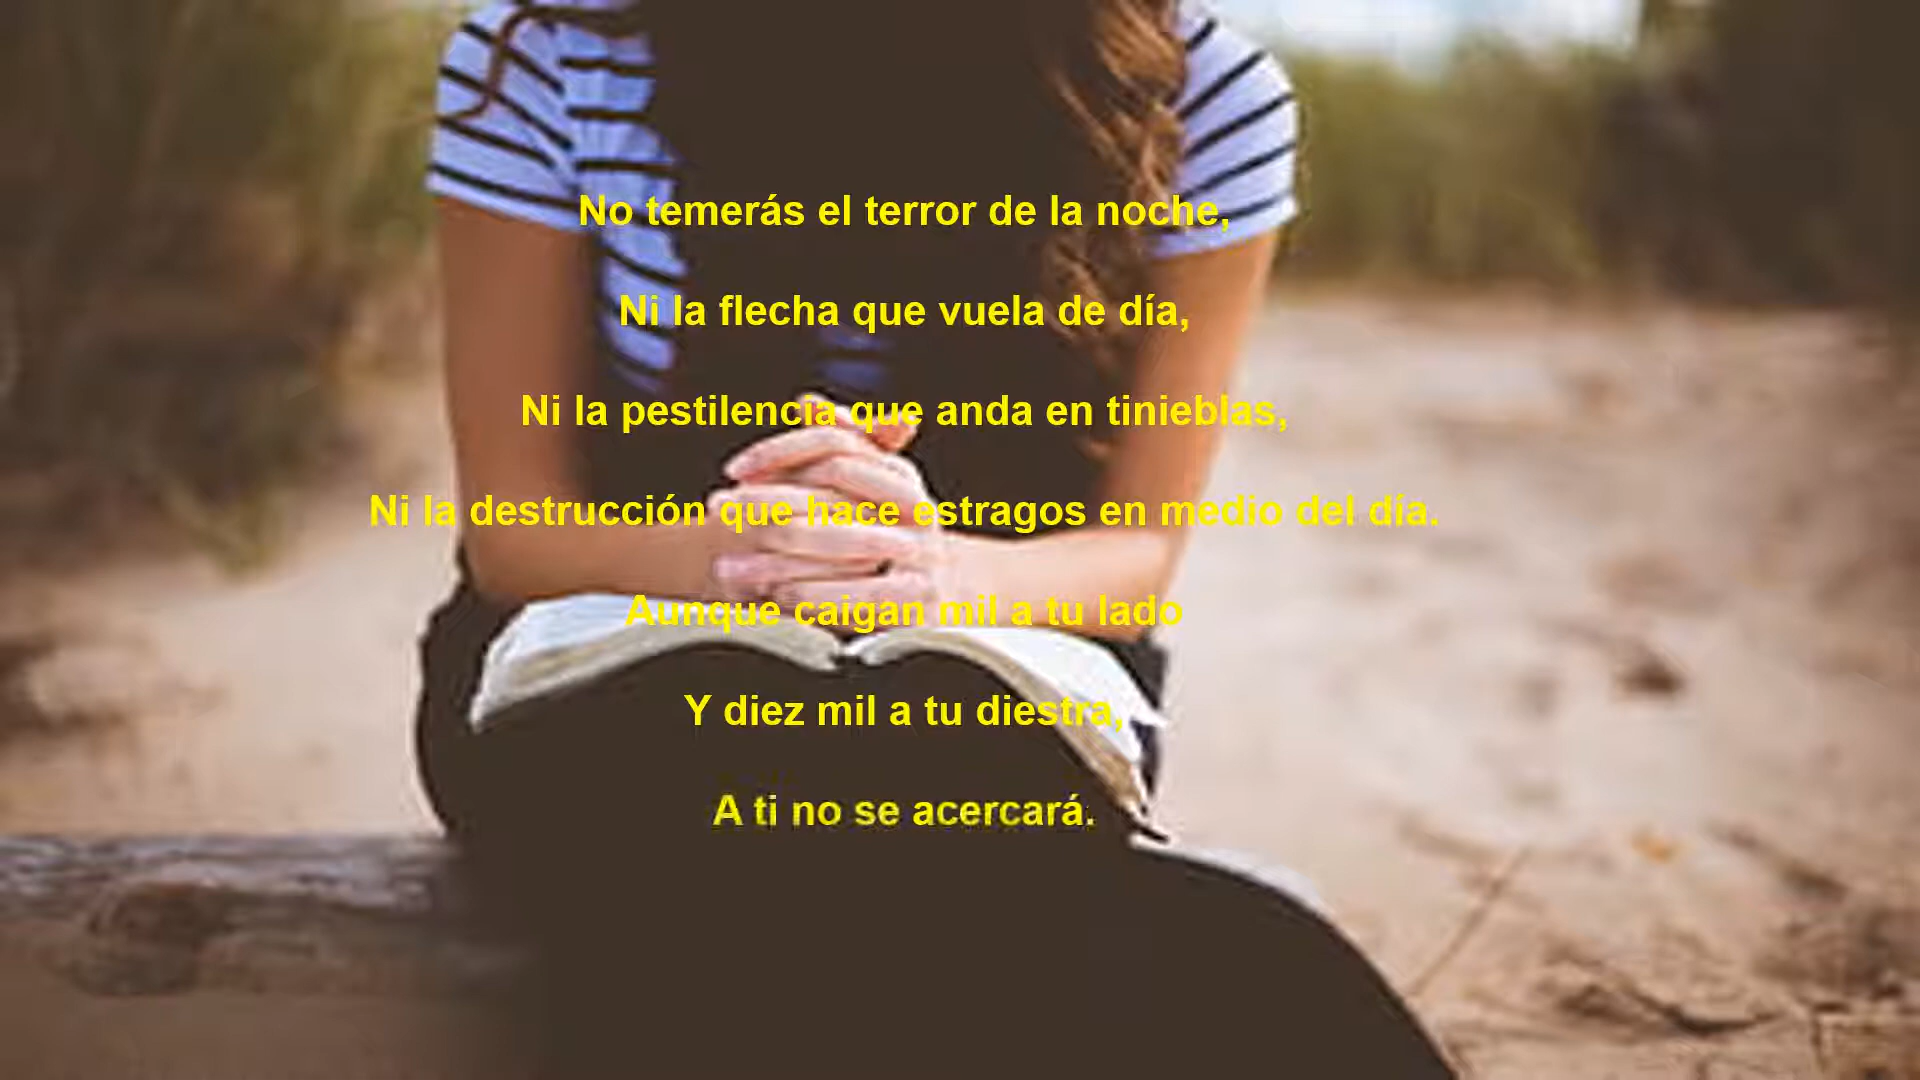 No temerás el terror de la noche,
Ni la flecha que vuela de día,
Ni la pestilencia que anda en tinieblas,
Ni la destrucción que hace estragos en medio del día.
Aunque caigan mil a tu lado
Y diez mil a tu diestra,
A ti no se acercará.